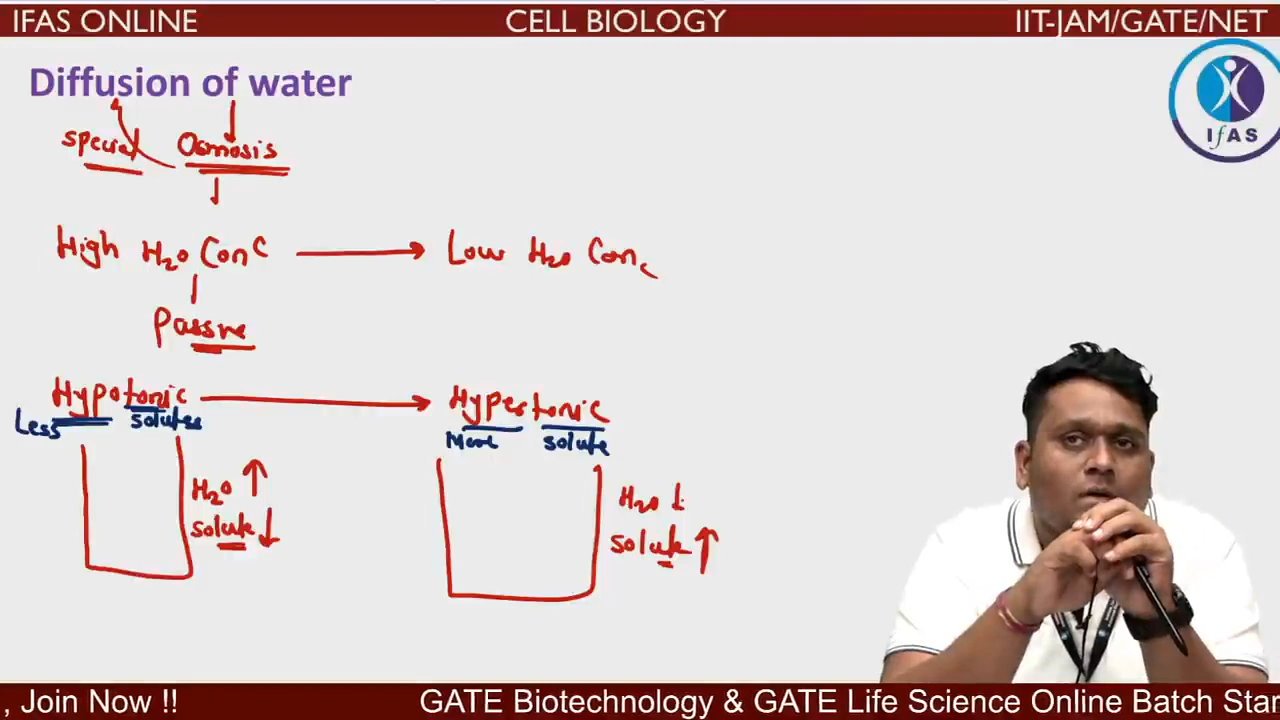 IFAS ONLINE CELL BIOLOGY IIT-JAM/GATE/NET
IFAS
Diffusion of water
special Osmosis
High H2O Conc → Low H2O Conc
Passive
Hypotonic → Hypertonic
Less solutes More solute
H2O ↑ H2O ↓
solute ↓ solute ↑
, Join Now !! GATE Biotechnology & GATE Life Science Online Batch Star